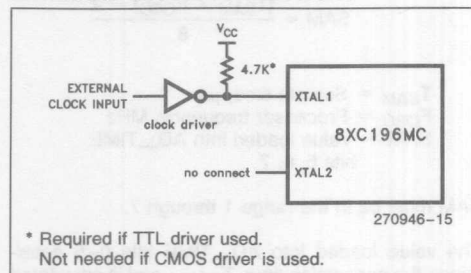 VCC
4.7K*
EXTERNAL
CLOCK INPUT
clock driver
XTAL1
8XC196MC
no connect
XTAL2
270946-15
* Required if TTL driver used.
Not needed if CMOS driver is used.